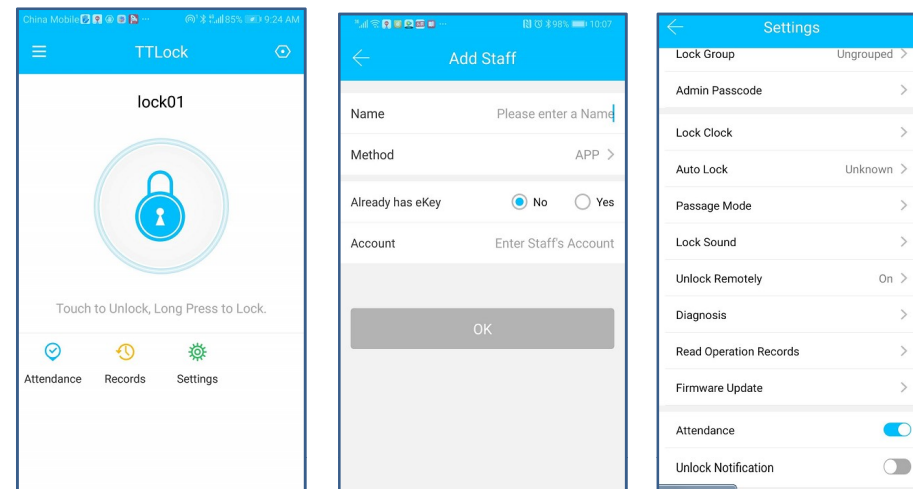 China Mobile 85% 9:24 AM
TTLock
lock01
Touch to Unlock, Long Press to Lock.
Attendance Records Settings
98% 10:07
Add Staff
Name Please enter a Name
Method APP >
Already has eKey No Yes
Account Enter Staff's Account
OK
Settings
Lock Group Ungrouped >
Admin Passcode >
Lock Clock >
Auto Lock Unknown >
Passage Mode >
Lock Sound >
Unlock Remotely On >
Diagnosis >
Read Operation Records >
Firmware Update >
Attendance
Unlock Notification